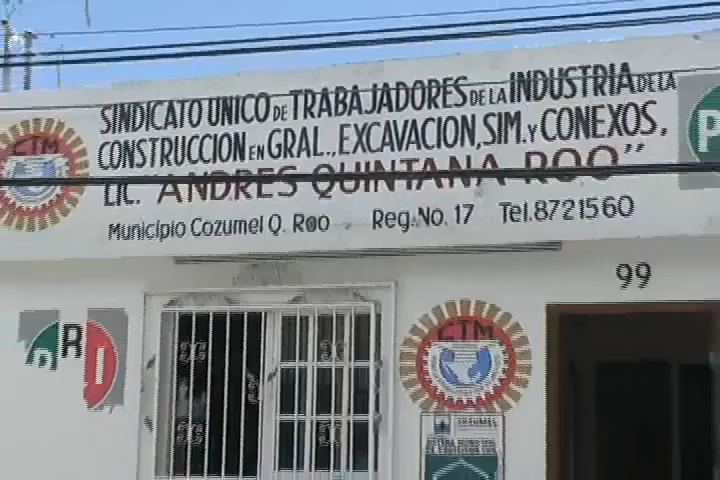 SINDICATO UNICO DE TRABAJADORES DE LA INDUSTRIA DE LA
CONSTRUCCION EN GRAL., EXCAVACION, SIM. Y CONEXOS,
LIC. "ANDRES QUINTANA ROO"
Municipio Cozumel Q. Roo - Reg. No. 17 Tel. 8721560
CTM
P
99
PRI
CTM
COZUMEL